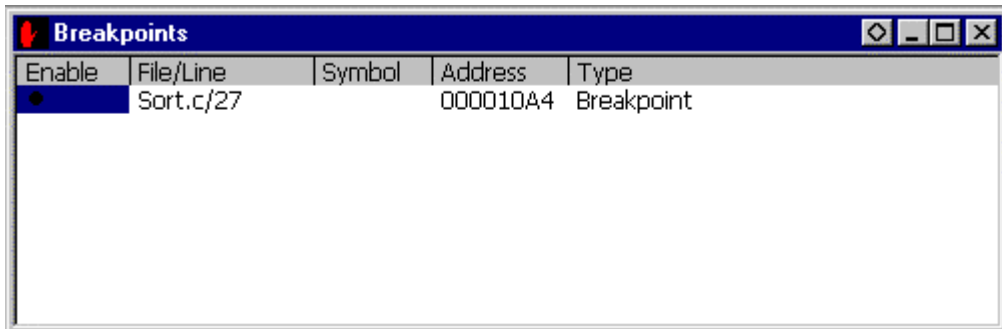 Breakpoints
Enable File/Line Symbol Address Type
Sort.c/27 000010A4 Breakpoint